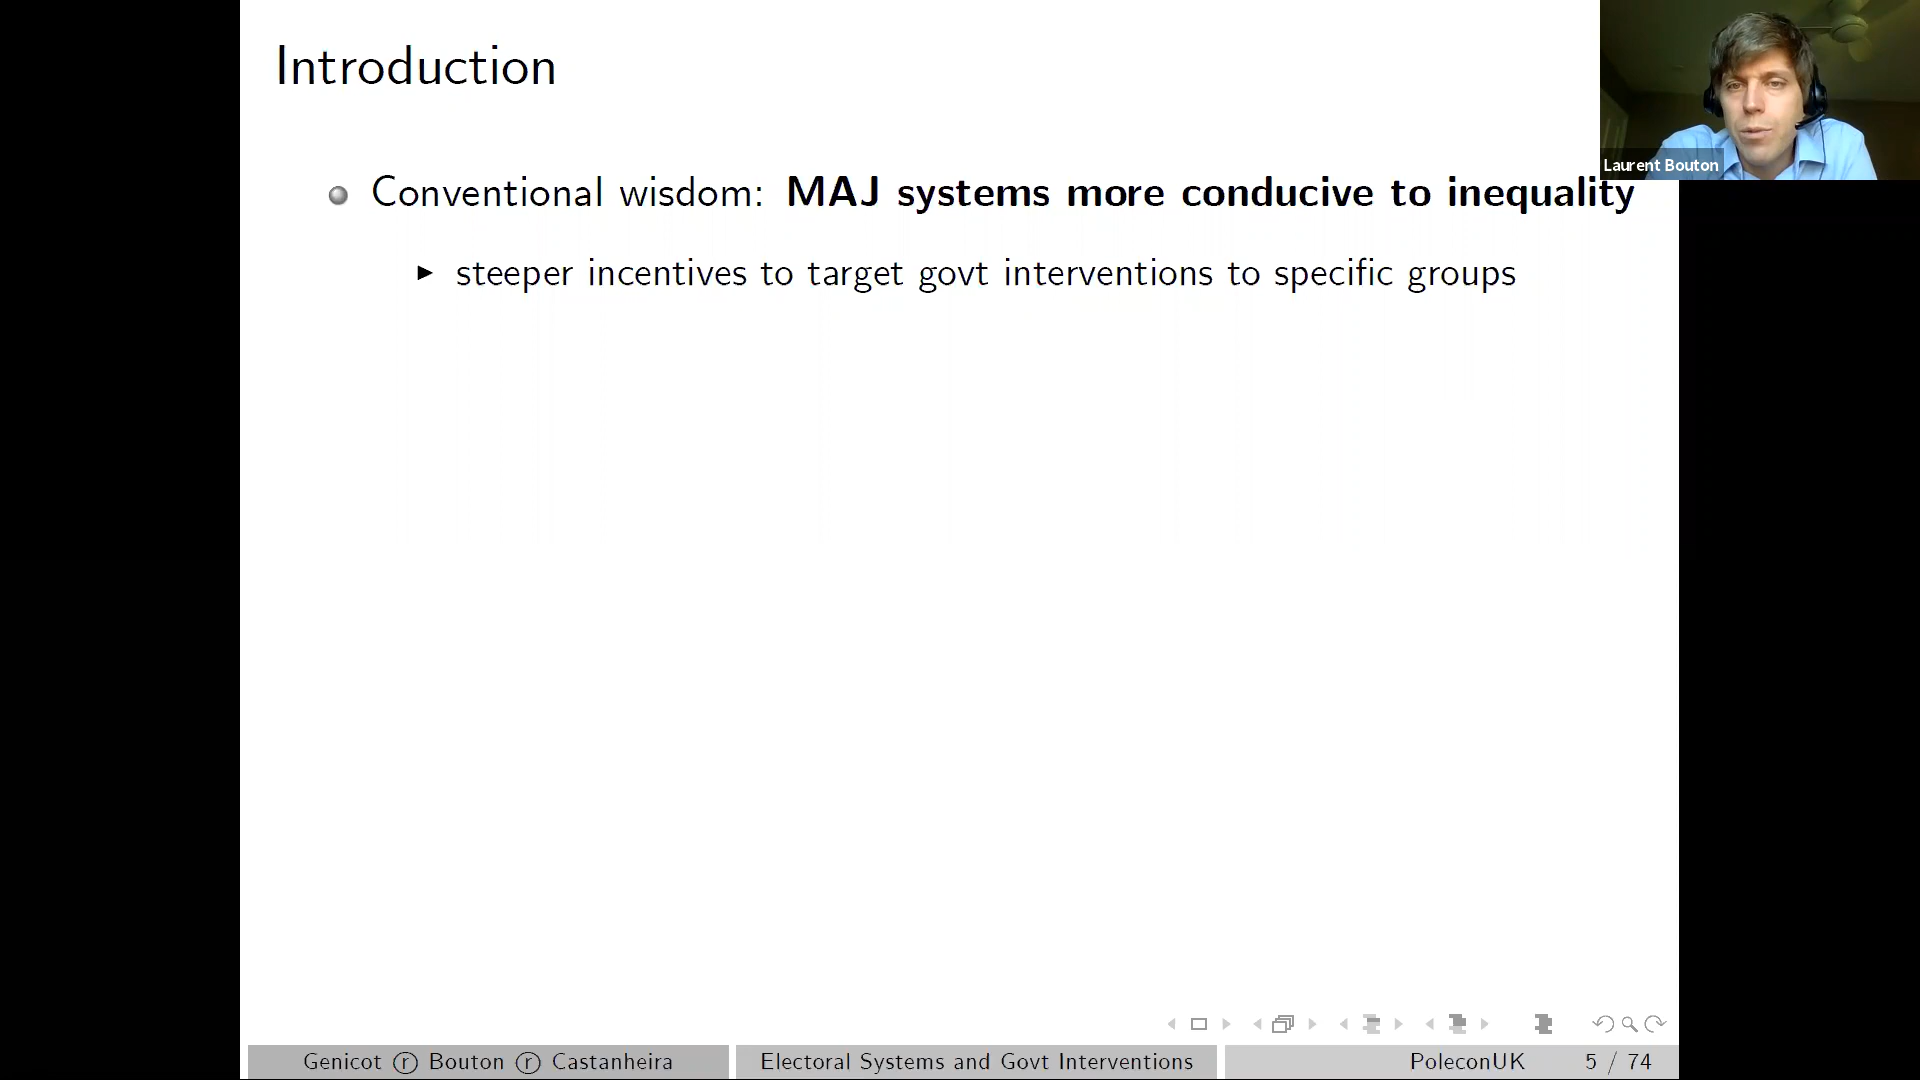 Introduction
Laurent Bouton
Conventional wisdom: MAJ systems more conducive to inequality
steeper incentives to target govt interventions to specific groups
Genicot ⓡ Bouton ⓡ Castanheira
Electoral Systems and Govt Interventions
PoleconUK
5 / 74